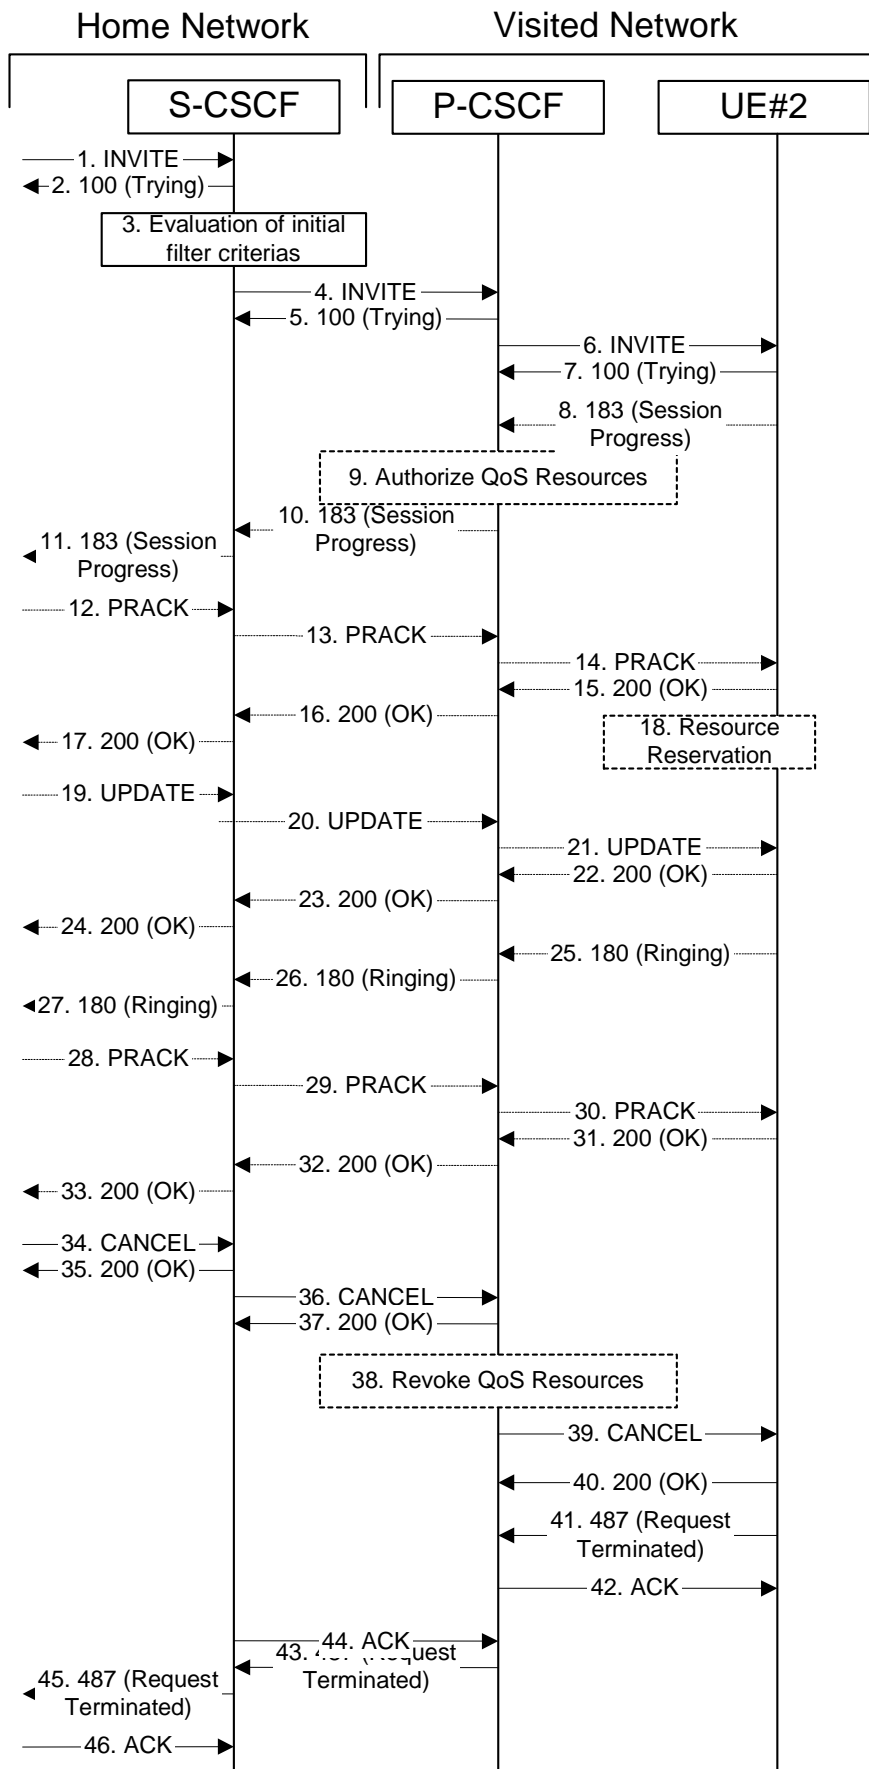 Home Network
Visited Network
S-CSCF
P-CSCF
UE#2
1. INVITE
2. 100 (Trying)
3. Evaluation of initial
filter criterias
4. INVITE
5. 100 (Trying)
6. INVITE
7. 100 (Trying)
8. 183 (Session
Progress)
9. Authorize QoS Resources
10. 183 (Session
Progress)
11. 183 (Session
Progress)
12. PRACK
13. PRACK
14. PRACK
15. 200 (OK)
16. 200 (OK)
17. 200 (OK)
18. Resource
Reservation
19. UPDATE
20. UPDATE
21. UPDATE
22. 200 (OK)
23. 200 (OK)
24. 200 (OK)
25. 180 (Ringing)
26. 180 (Ringing)
27. 180 (Ringing)
28. PRACK
29. PRACK
30. PRACK
31. 200 (OK)
32. 200 (OK)
33. 200 (OK)
34. CANCEL
35. 200 (OK)
36. CANCEL
37. 200 (OK)
38. Revoke QoS Resources
39. CANCEL
40. 200 (OK)
41. 487 (Request
Terminated)
42. ACK
44. ACK
43. 487 (Request
Terminated)
45. 487 (Request
Terminated)
46. ACK